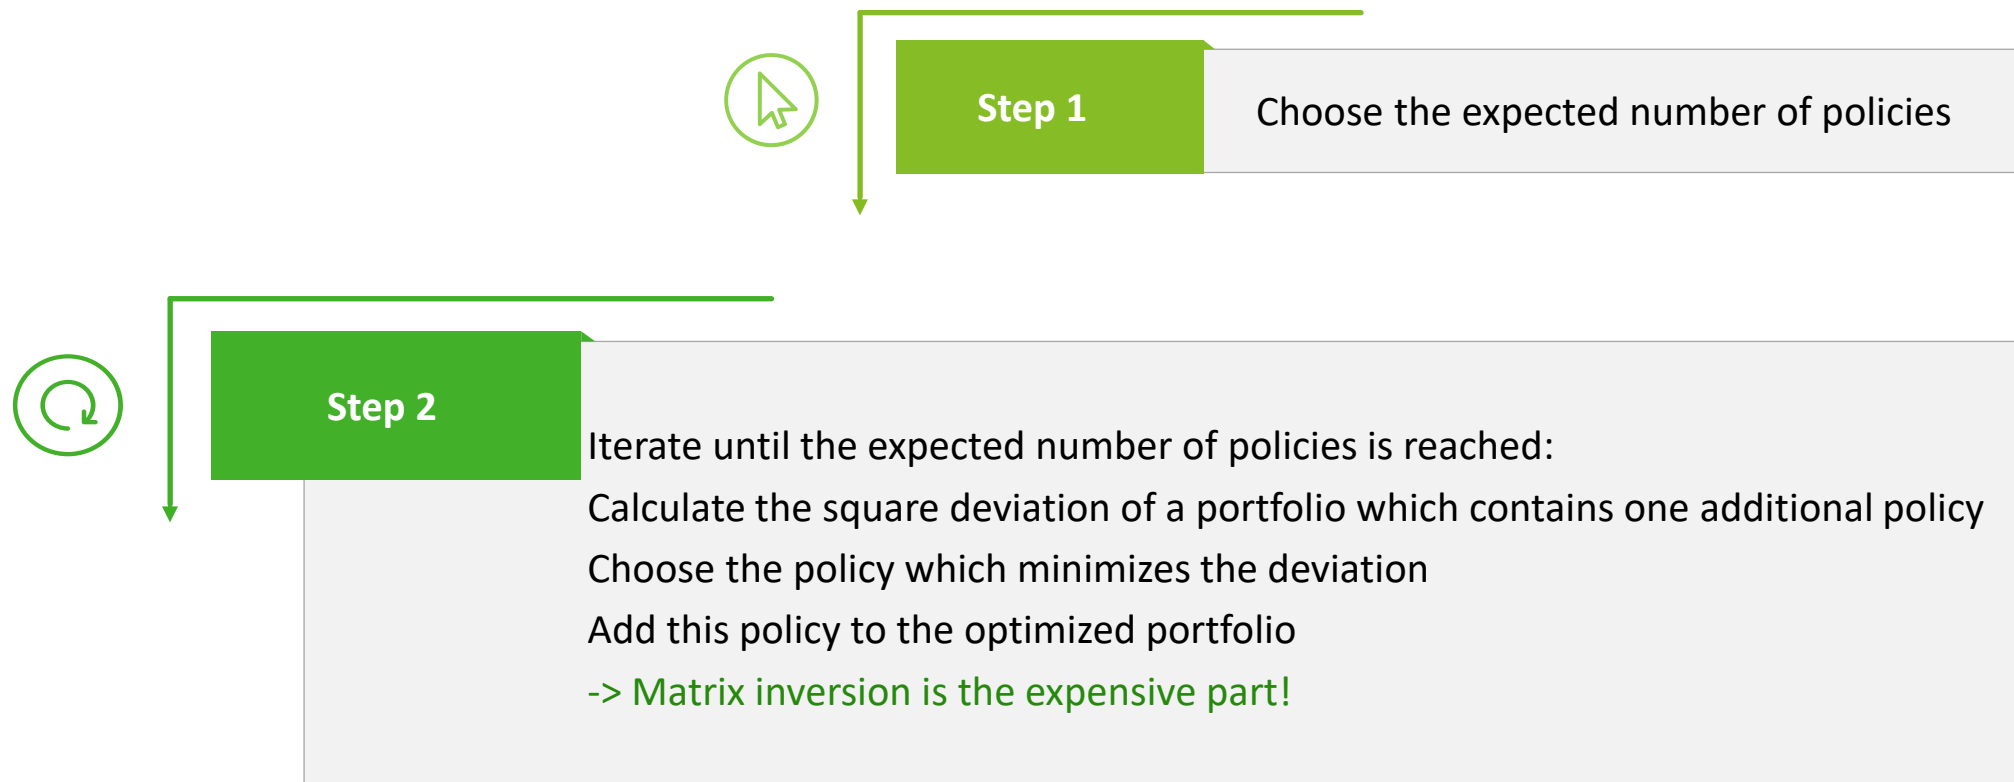 Step 1
Choose the expected number of policies
Step 2
Iterate until the expected number of policies is reached:
Calculate the square deviation of a portfolio which contains one additional policy
Choose the policy which minimizes the deviation
Add this policy to the optimized portfolio
-> Matrix inversion is the expensive part!